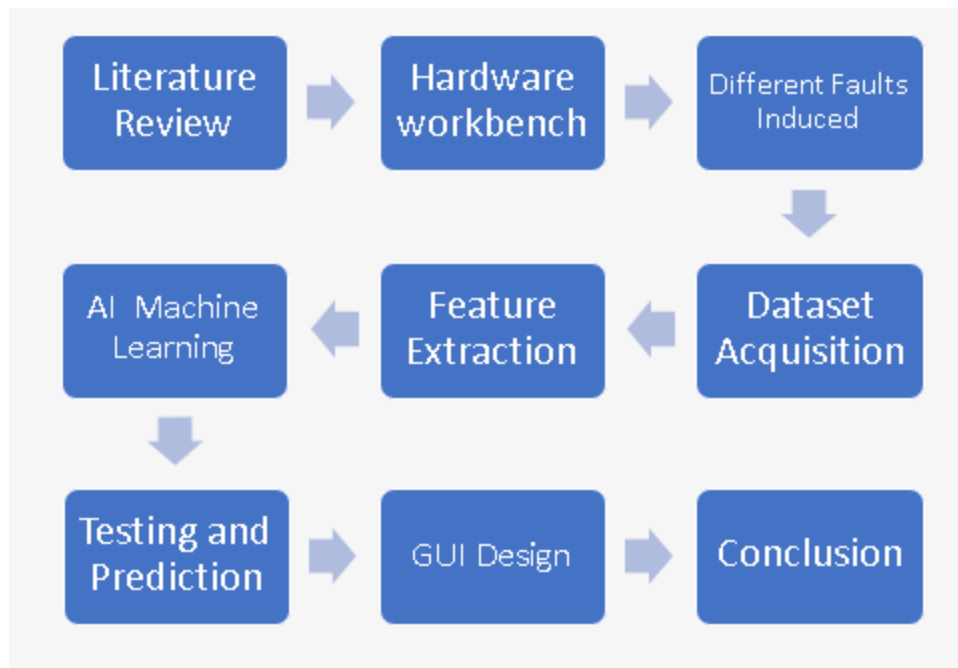 Literature
Review
Hardware
workbench
Different Faults
Induced
Dataset
Acquisition
Feature
Extraction
AI Machine
Learning
Testing and
Prediction
GUI Design
Conclusion